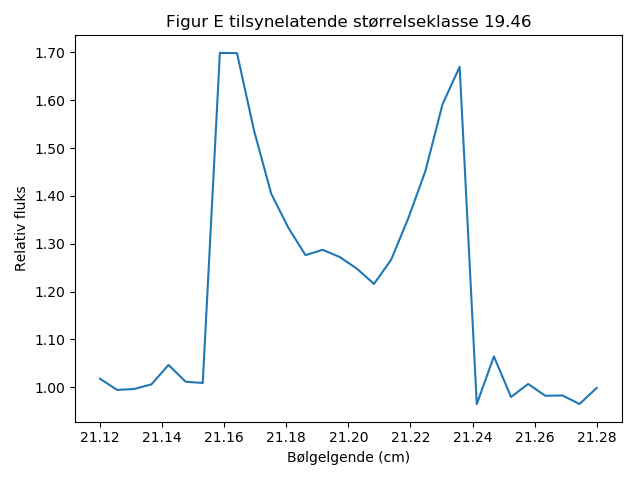 Figur E tilsynelatende størrelseklasse 19.46
1.70
1.60
1.50
1.40
1.30
1.20
1.10
1.00
Relativ fluks
21.12 21.14 21.16 21.18 21.20 21.22 21.24 21.26 21.28
Bølgelgende (cm)